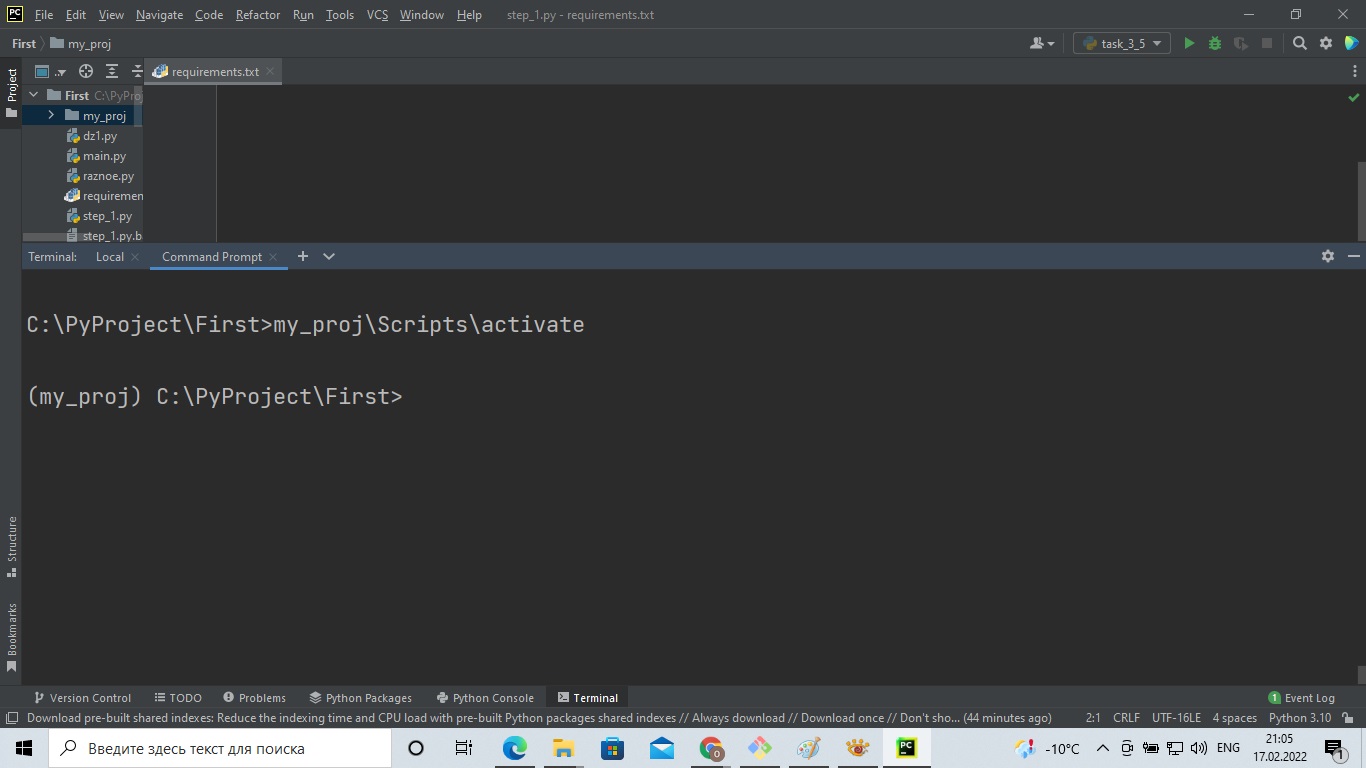 PC File Edit View Navigate Code Refactor Run Tools VCS Window Help step_1.py - requirements.txt
First my_proj task_3_5
Project
requirements.txt
First C:\PyProj
my_proj
dz1.py
main.py
raznoe.py
requiremen
step_1.py
step_1.py.b
Terminal: Local Command Prompt
C:\PyProject\First>my_proj\Scripts\activate
(my_proj) C:\PyProject\First>
Structure
Bookmarks
Version Control TODO Problems Python Packages Python Console Terminal 1 Event Log
Download pre-built shared indexes: Reduce the indexing time and CPU load with pre-built Python packages shared indexes // Always download // Download once // Don't sho... (44 minutes ago) 2:1 CRLF UTF-16LE 4 spaces Python 3.10
Введите здесь текст для поиска O PC -10°C ENG 21:05
17.02.2022 1